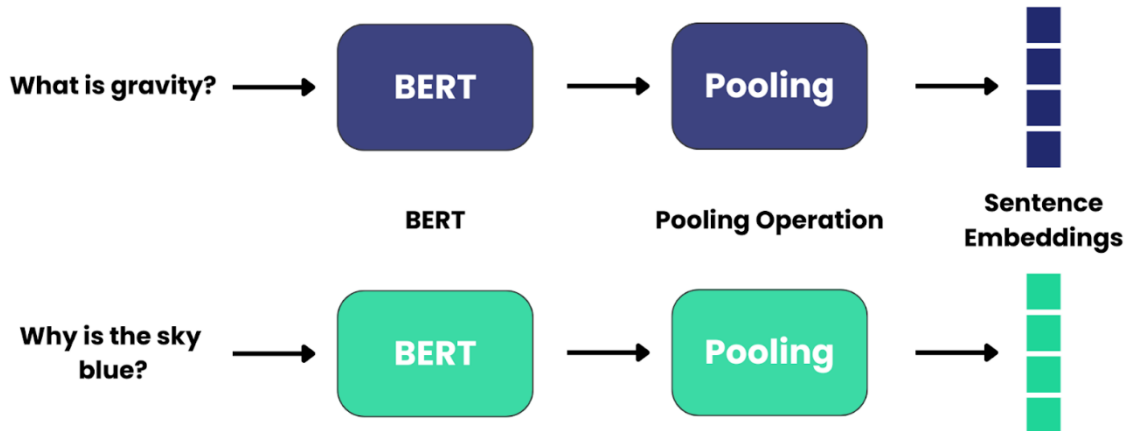 What is gravity?
BERT
Pooling
BERT
Pooling Operation
Sentence
Embeddings
Why is the sky
blue?
BERT
Pooling